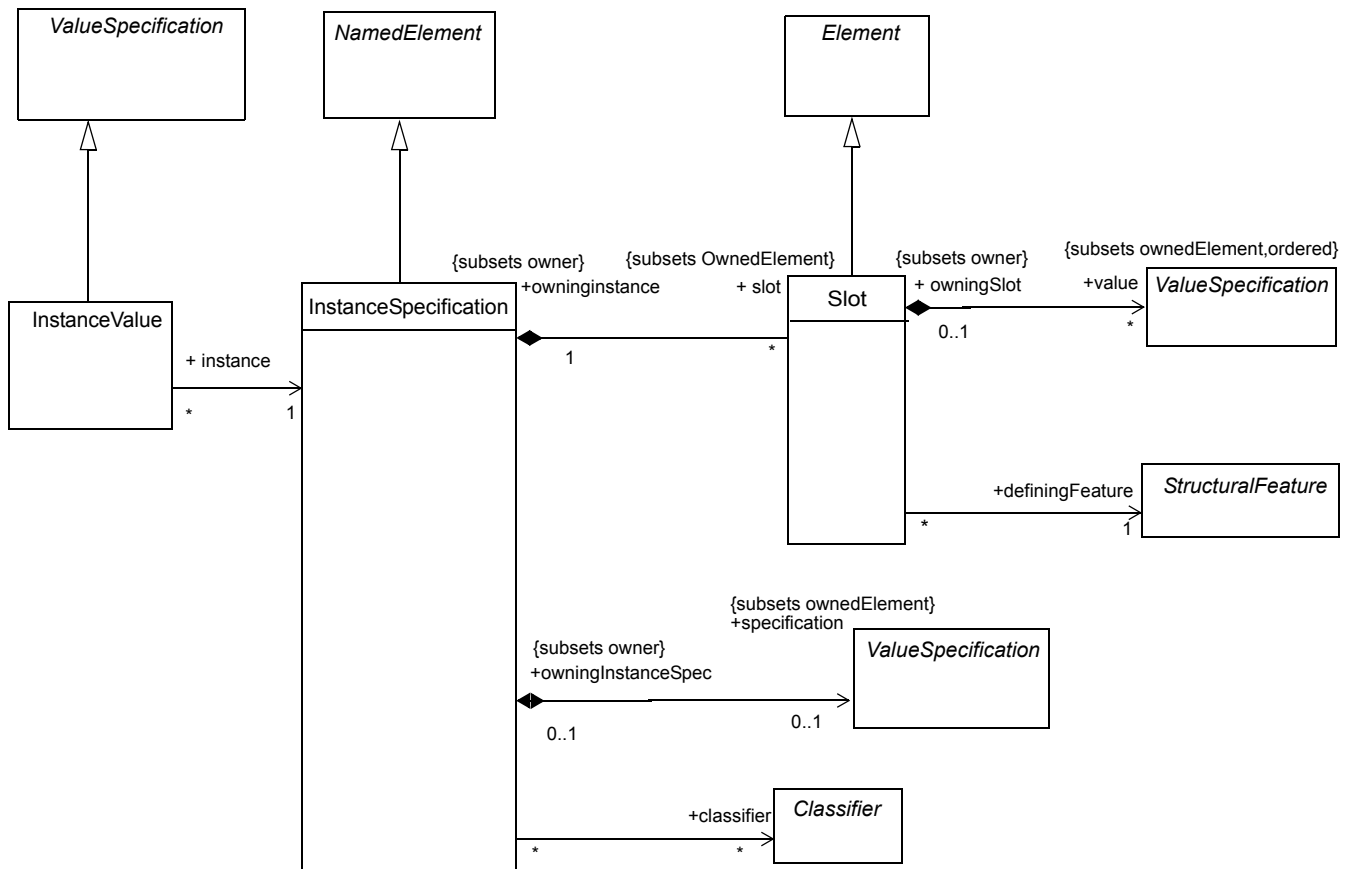 ValueSpecification
NamedElement
Element
{subsets owner}
+owninginstance
{subsets OwnedElement}
+ slot
{subsets owner}
+ owningSlot
{subsets ownedElement,ordered}
+value
ValueSpecification
InstanceValue
InstanceSpecification
Slot
0..1
*
1
*
+ instance
*
1
+definingFeature
StructuralFeature
*
1
{subsets ownedElement}
+specification
{subsets owner}
+owningInstanceSpec
ValueSpecification
0..1
0..1
+classifier
Classifier
*
*